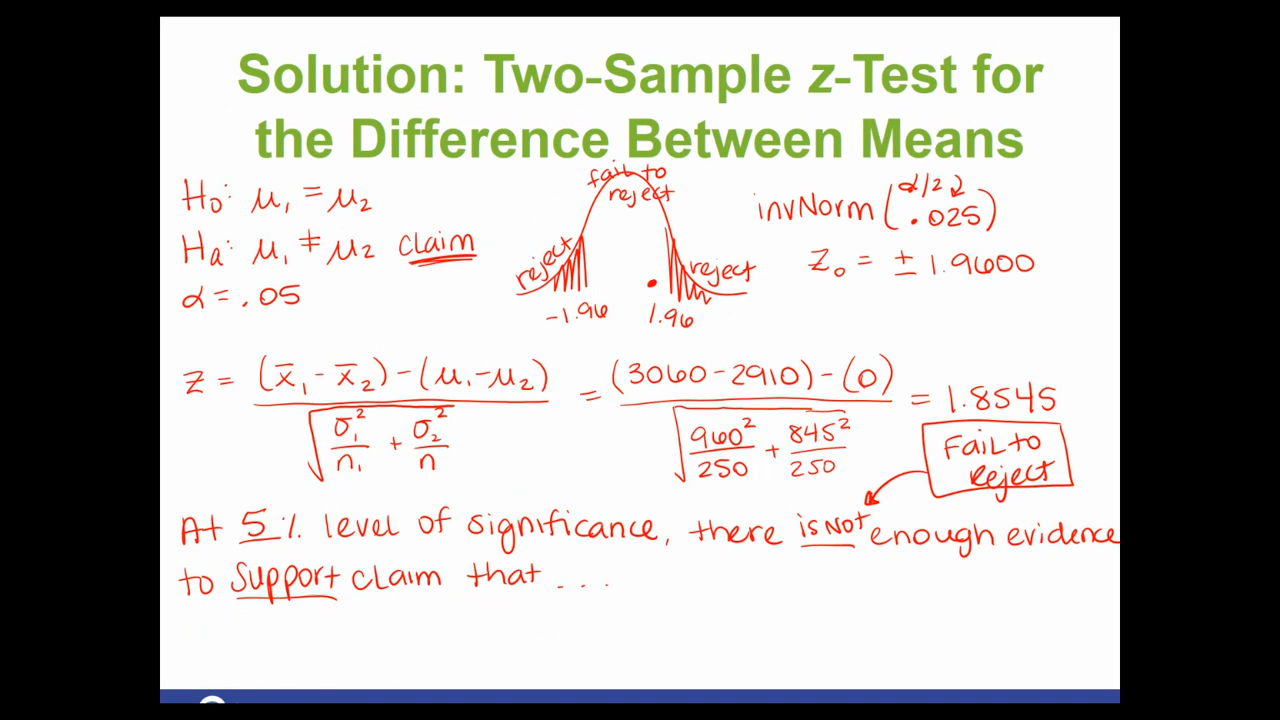 Solution: Two-Sample z-Test for
the Difference Between Means
H₀: μ₁ = μ₂
Hₐ: μ₁ ≠ μ₂ claim
α = .05
fail to
reject
reject
reject
-1.96
1.96
α/2
invNorm (.025)
Z₀ = ± 1.9600
z = (x̄₁ - x̄₂) - (μ₁ - μ₂) / √(σ₁²/n₁ + σ₂²/n) = (3060 - 2910) - (0) / √(960²/250 + 845²/250) = 1.8545
Fail to
Reject
At 5% level of significance, there is Not enough evidence
to support claim that ...